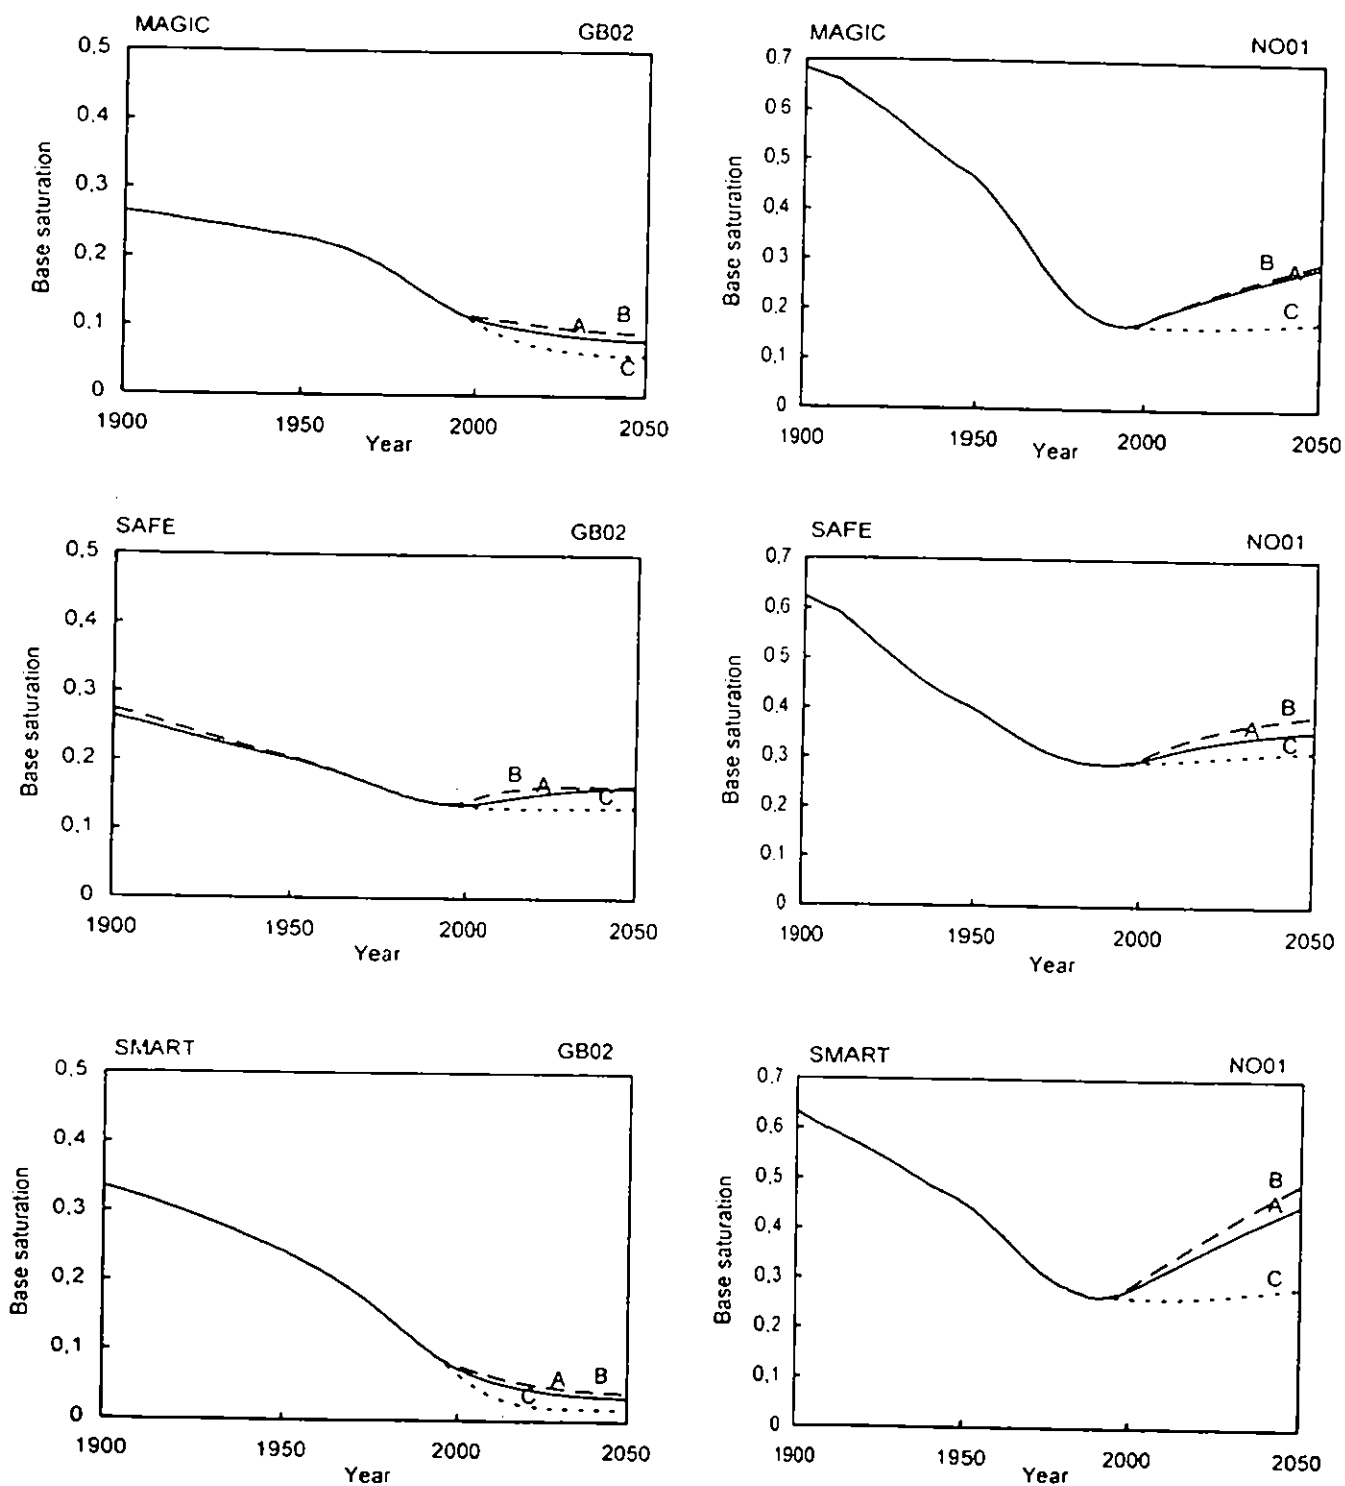 MAGIC GB02
0.5
0.4
0.3
0.2
0.1
0
Base saturation
A
B
C
1900 1950 2000 2050
Year
MAGIC NO01
0.7
0.6
0.5
0.4
0.3
0.2
0.1
0
Base saturation
B
A
C
1900 1950 2000 2050
Year
SAFE GB02
0.5
0.4
0.3
0.2
0.1
0
Base saturation
B
A
C
1900 1950 2000 2050
Year
SAFE NO01
0.7
0.6
0.5
0.4
0.3
0.2
0.1
0
Base saturation
B
A
C
1900 1950 2000 2050
Year
SMART GB02
0.5
0.4
0.3
0.2
0.1
0
Base saturation
A
B
C
1900 1950 2000 2050
Year
SMART NO01
0.7
0.6
0.5
0.4
0.3
0.2
0.1
0
Base saturation
B
A
C
1900 1950 2000 2050
Year